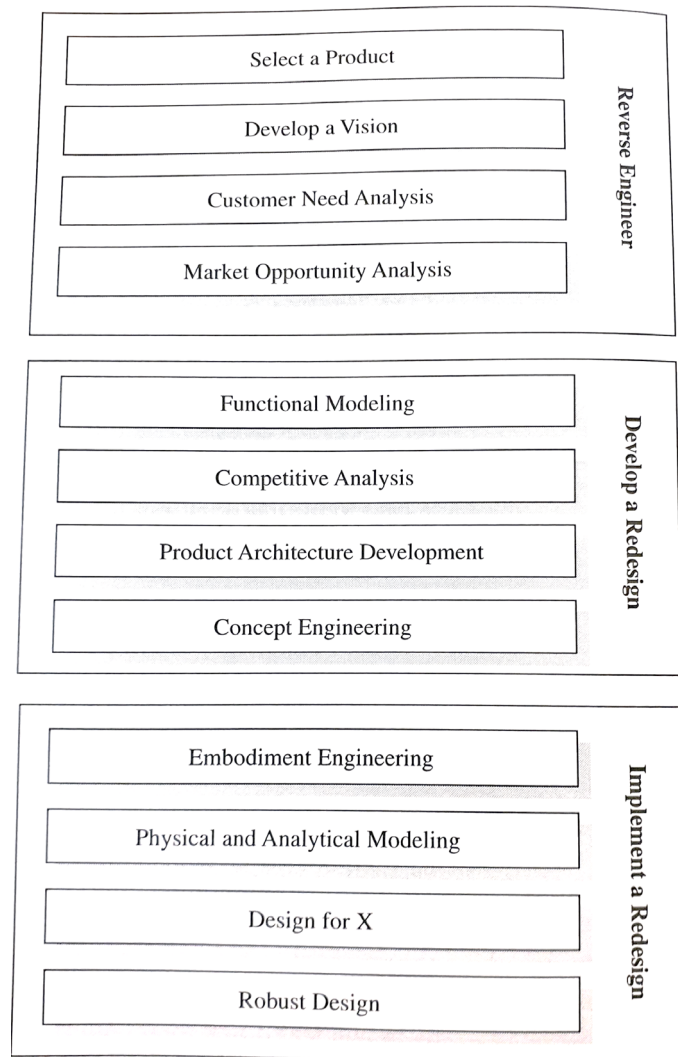 Select a Product
Develop a Vision
Customer Need Analysis
Market Opportunity Analysis
Reverse Engineer
Functional Modeling
Competitive Analysis
Product Architecture Development
Concept Engineering
Develop a Redesign
Embodiment Engineering
Physical and Analytical Modeling
Design for X
Robust Design
Implement a Redesign